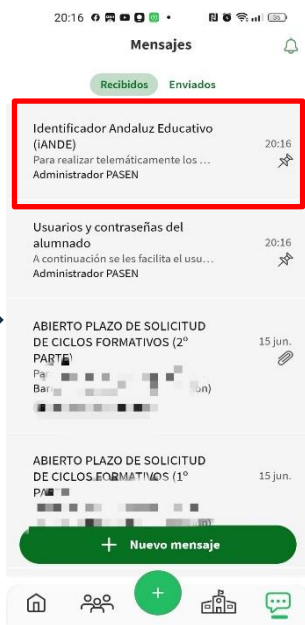 20:16
Mensajes
Recibidos Enviados
Identificador Andaluz Educativo
(iANDE)
20:16
Para realizar telemáticamente los ...
Administrador PASEN
Usuarios y contraseñas del
alumnado
20:16
A continuación se les facilita el usu...
Administrador PASEN
ABIERTO PLAZO DE SOLICITUD
DE CICLOS FORMATIVOS (2º
15 jun.
PARTE)
ABIERTO PLAZO DE SOLICITUD
DE CICLOS FORMATIVOS (1º
15 jun.
+ Nuevo mensaje
+